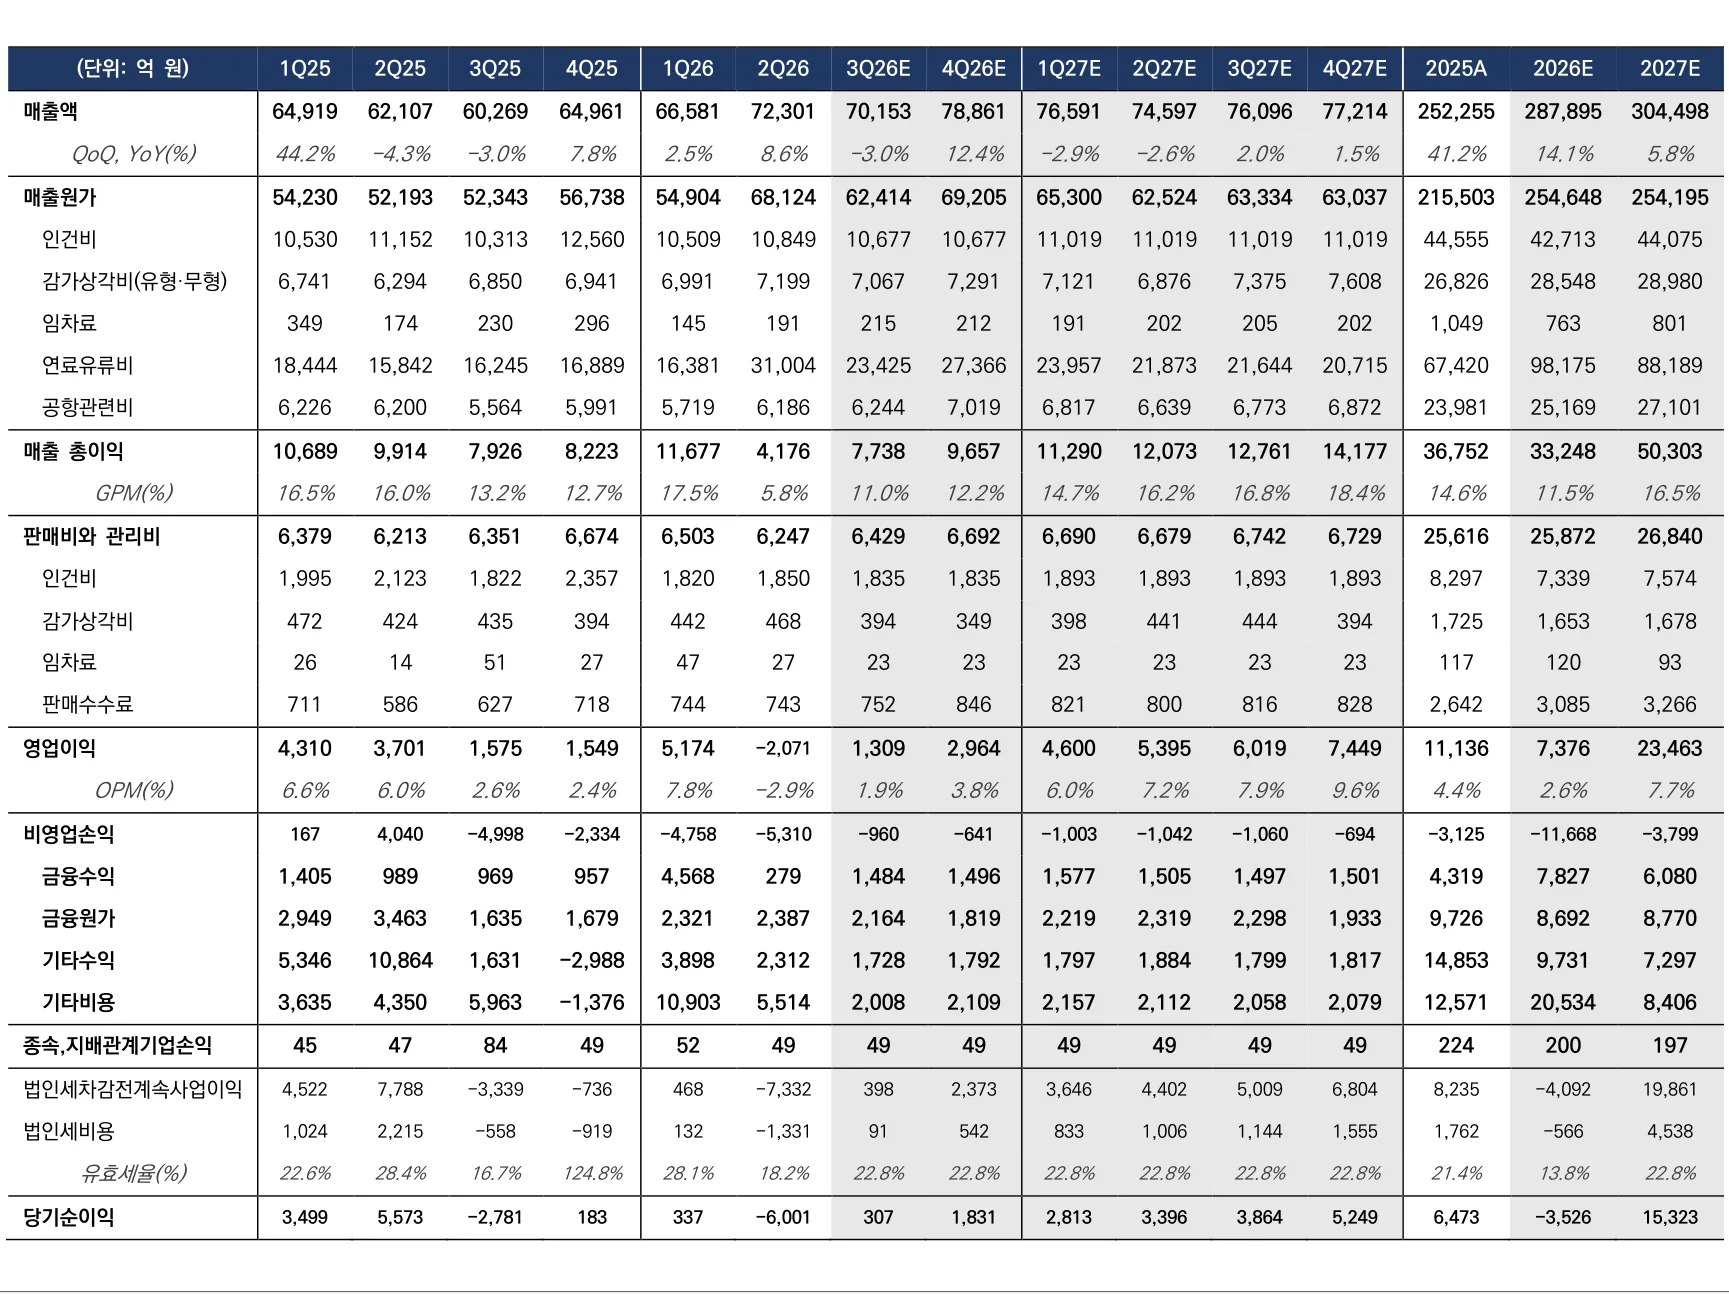 (단위: 억 원) 1Q25 2Q25 3Q25 4Q25 1Q26 2Q26 3Q26E 4Q26E 1Q27E 2Q27E 3Q27E 4Q27E 2025A 2026E 2027E
매출액 64,919 62,107 60,269 64,961 66,581 72,301 70,153 78,861 76,591 74,597 76,096 77,214 252,255 287,895 304,498
QoQ, YoY(%) 44.2% −4.3% −3.0% 7.8% 2.5% 8.6% −3.0% 12.4% −2.9% −2.6% 2.0% 1.5% 41.2% 14.1% 5.8%
매출원가 54,230 52,193 52,343 56,738 54,904 68,124 62,414 69,205 65,300 62,524 63,334 63,037 215,503 254,648 254,195
인건비 10,530 11,152 10,313 12,560 10,509 10,849 10,677 10,677 11,019 11,019 11,019 11,019 44,555 42,713 44,075
감가상각비(유형·무형) 6,741 6,294 6,850 6,941 6,991 7,199 7,067 7,291 7,121 6,876 7,375 7,608 26,826 28,548 28,980
임차료 349 174 230 296 145 191 215 212 191 202 205 202 1,049 763 801
연료유류비 18,444 15,842 16,245 16,889 16,381 31,004 23,425 27,366 23,957 21,873 21,644 20,715 67,420 98,175 88,189
공항관련비 6,226 6,200 5,564 5,991 5,719 6,186 6,244 7,019 6,817 6,639 6,773 6,872 23,981 25,169 27,101
매출 총이익 10,689 9,914 7,926 8,223 11,677 4,176 7,738 9,657 11,290 12,073 12,761 14,177 36,752 33,248 50,303
GPM(%) 16.5% 16.0% 13.2% 12.7% 17.5% 5.8% 11.0% 12.2% 14.7% 16.2% 16.8% 18.4% 14.6% 11.5% 16.5%
판매비와 관리비 6,379 6,213 6,351 6,674 6,503 6,247 6,429 6,692 6,690 6,679 6,742 6,729 25,616 25,872 26,840
인건비 1,995 2,123 1,822 2,357 1,820 1,850 1,835 1,835 1,893 1,893 1,893 1,893 8,297 7,339 7,574
감가상각비 472 424 435 394 442 468 394 349 398 441 444 394 1,725 1,653 1,678
임차료 26 14 51 27 47 27 23 23 23 23 23 23 117 120 93
판매수수료 711 586 627 718 744 743 752 846 821 800 816 828 2,642 3,085 3,266
영업이익 4,310 3,701 1,575 1,549 5,174 −2,071 1,309 2,964 4,600 5,395 6,019 7,449 11,136 7,376 23,463
OPM(%) 6.6% 6.0% 2.6% 2.4% 7.8% −2.9% 1.9% 3.8% 6.0% 7.2% 7.9% 9.6% 4.4% 2.6% 7.7%
비영업손익 167 4,040 −4,998 −2,334 −4,758 −5,310 −960 −641 −1,003 −1,042 −1,060 −694 −3,125 −11,668 −3,799
금융수익 1,405 989 969 957 4,568 279 1,484 1,496 1,577 1,505 1,497 1,501 4,319 7,827 6,080
금융원가 2,949 3,463 1,635 1,679 2,321 2,387 2,164 1,819 2,219 2,319 2,298 1,933 9,726 8,692 8,770
기타수익 5,346 10,864 1,631 −2,988 3,898 2,312 1,728 1,792 1,797 1,884 1,799 1,817 14,853 9,731 7,297
기타비용 3,635 4,350 5,963 −1,376 10,903 5,514 2,008 2,109 2,157 2,112 2,058 2,079 12,571 20,534 8,406
종속,지배관계기업손익 45 47 84 49 52 49 49 49 49 49 49 49 224 200 197
법인세차감전계속사업이익 4,522 7,788 −3,339 −736 468 −7,332 398 2,373 3,646 4,402 5,009 6,804 8,235 −4,092 19,861
법인세비용 1,024 2,215 −558 −919 132 −1,331 91 542 833 1,006 1,144 1,555 1,762 −566 4,538
유효세율(%) 22.6% 28.4% 16.7% 124.8% 28.1% 18.2% 22.8% 22.8% 22.8% 22.8% 22.8% 22.8% 21.4% 13.8% 22.8%
당기순이익 3,499 5,573 −2,781 183 337 −6,001 307 1,831 2,813 3,396 3,864 5,249 6,473 −3,526 15,323